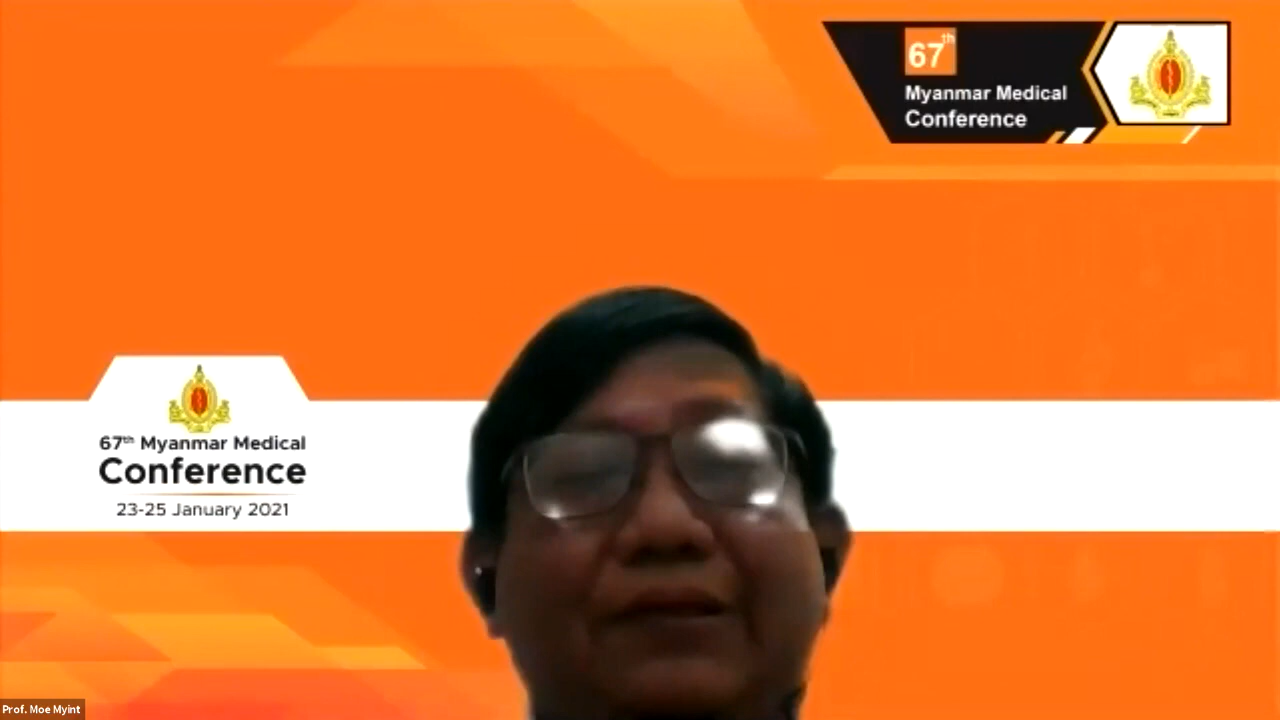 67th
Myanmar Medical
Conference
67th Myanmar Medical
Conference
23-25 January 2021
Prof. Moe Myint